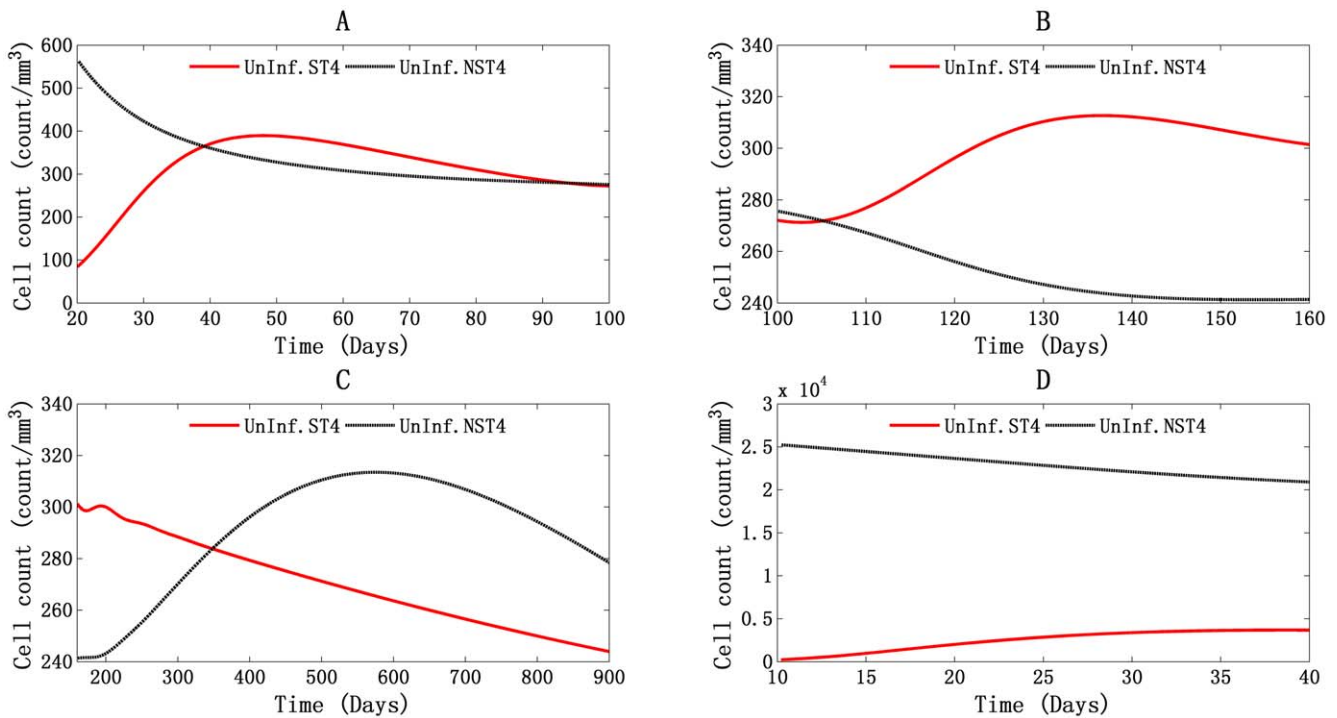 A
Cell count (count/mm³)
600
500
400
300
200
100
0
UnInf.ST4 UnInf.NST4
20 30 40 50 60 70 80 90 100
Time (Days)
B
Cell count (count/mm³)
340
320
300
280
260
240
UnInf.ST4 UnInf.NST4
100 110 120 130 140 150 160
Time (Days)
C
Cell count (count/mm³)
340
320
300
280
260
240
UnInf.ST4 UnInf.NST4
200 300 400 500 600 700 800 900
Time (Days)
D
x 10⁴
Cell count (count/mm³)
3
2.5
2
1.5
1
0.5
0
UnInf.ST4 UnInf.NST4
10 15 20 25 30 35 40
Time (Days)